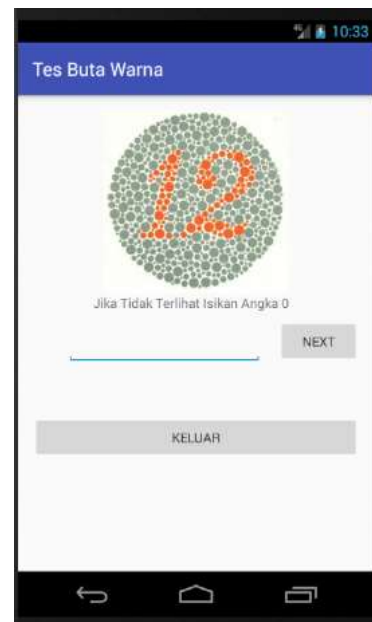 10:33
Tes Buta Warna
12
Jika Tidak Terlihat Isikan Angka 0
NEXT
KELUAR